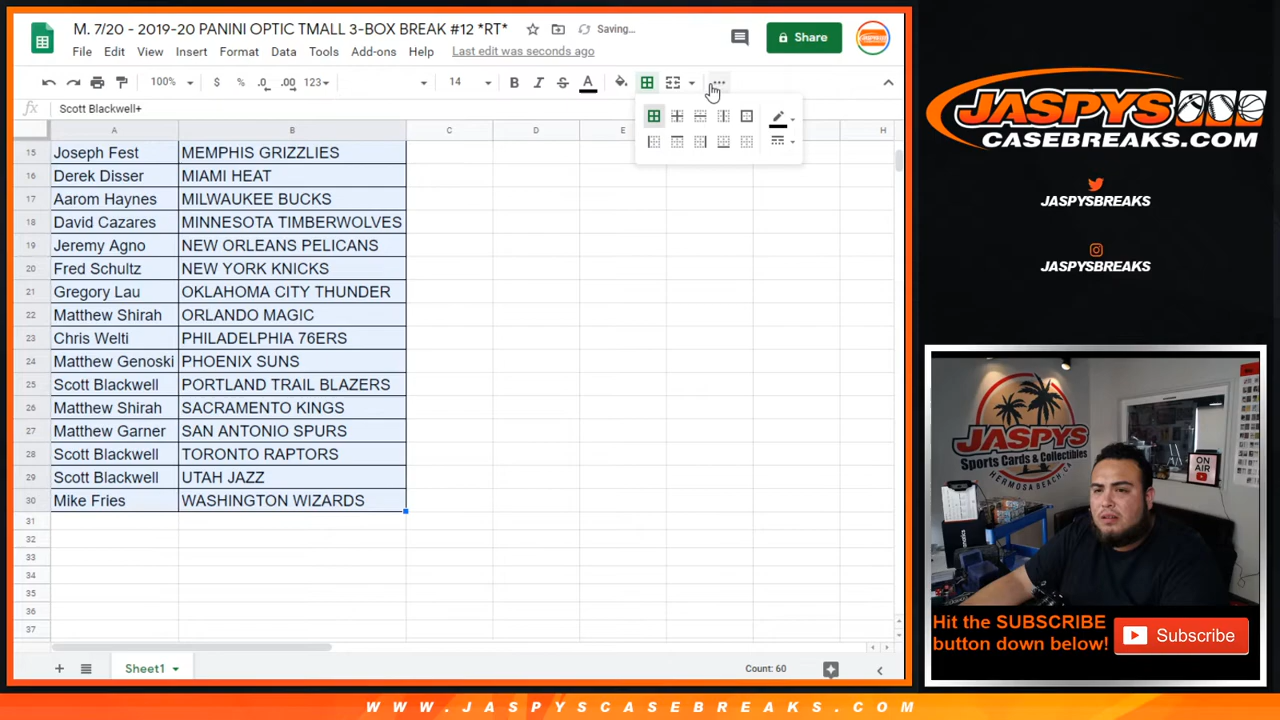 M. 7/20 - 2019-20 PANINI OPTIC TMALL 3-BOX BREAK #12 *RT*
Saving...
Share
File Edit View Insert Format Data Tools Add-ons Help Last edit was seconds ago
100% $ % .0 .00 123 14 B I S A
fx Scott Blackwell+
A B C D E H
15 Joseph Fest MEMPHIS GRIZZLIES
16 Derek Disser MIAMI HEAT
17 Aarom Haynes MILWAUKEE BUCKS
18 David Cazares MINNESOTA TIMBERWOLVES
19 Jeremy Agno NEW ORLEANS PELICANS
20 Fred Schultz NEW YORK KNICKS
21 Gregory Lau OKLAHOMA CITY THUNDER
22 Matthew Shirah ORLANDO MAGIC
23 Chris Welti PHILADELPHIA 76ERS
24 Matthew Genoski PHOENIX SUNS
25 Scott Blackwell PORTLAND TRAIL BLAZERS
26 Matthew Shirah SACRAMENTO KINGS
27 Matthew Garner SAN ANTONIO SPURS
28 Scott Blackwell TORONTO RAPTORS
29 Scott Blackwell UTAH JAZZ
30 Mike Fries WASHINGTON WIZARDS
31
32
33
34
35
36
37
Sheet1
Count: 60
JASPYS
CASEBREAKS.COM
JASPYSBREAKS
JASPYSBREAKS
JASPYS
Sports Cards & Collectibles
HERMOSA BEACH CA
ON AIR
Hit the SUBSCRIBE
button down below!
Subscribe
WWW.JASPYSCASEBREAKS.COM